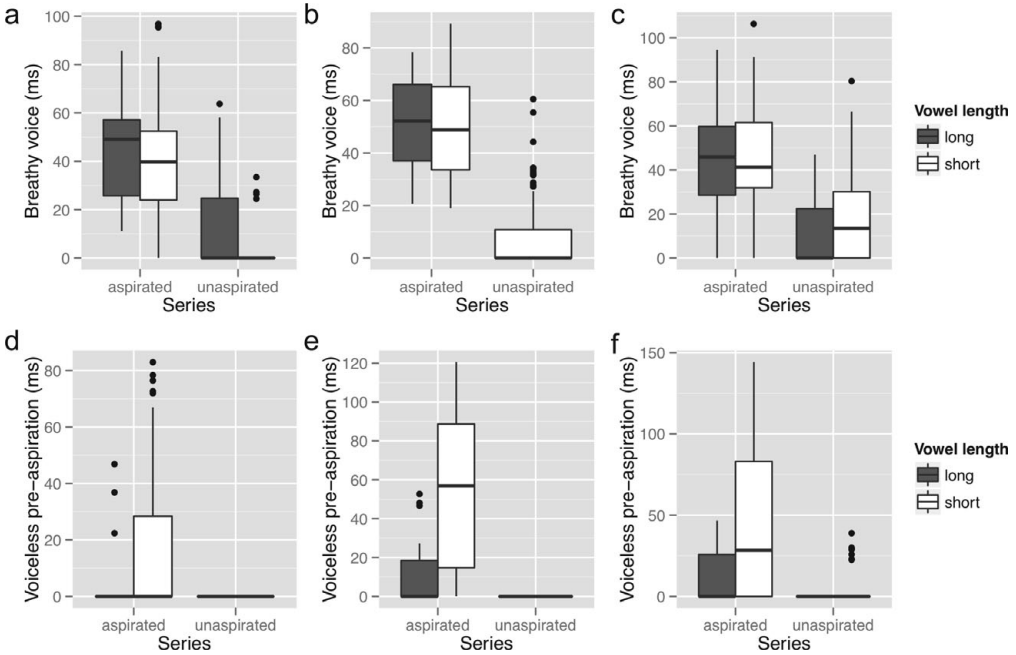 a
Breathy voice (ms)
100
80
60
40
20
0
aspirated unaspirated
Series
b
Breathy voice (ms)
80
60
40
20
0
aspirated unaspirated
Series
c
Breathy voice (ms)
100
80
60
40
20
0
aspirated unaspirated
Series
Vowel length
long
short
d
Voiceless pre-aspiration (ms)
80
60
40
20
0
aspirated unaspirated
Series
e
Voiceless pre-aspiration (ms)
120
100
80
60
40
20
0
aspirated unaspirated
Series
f
Voiceless pre-aspiration (ms)
150
100
50
0
aspirated unaspirated
Series
Vowel length
long
short